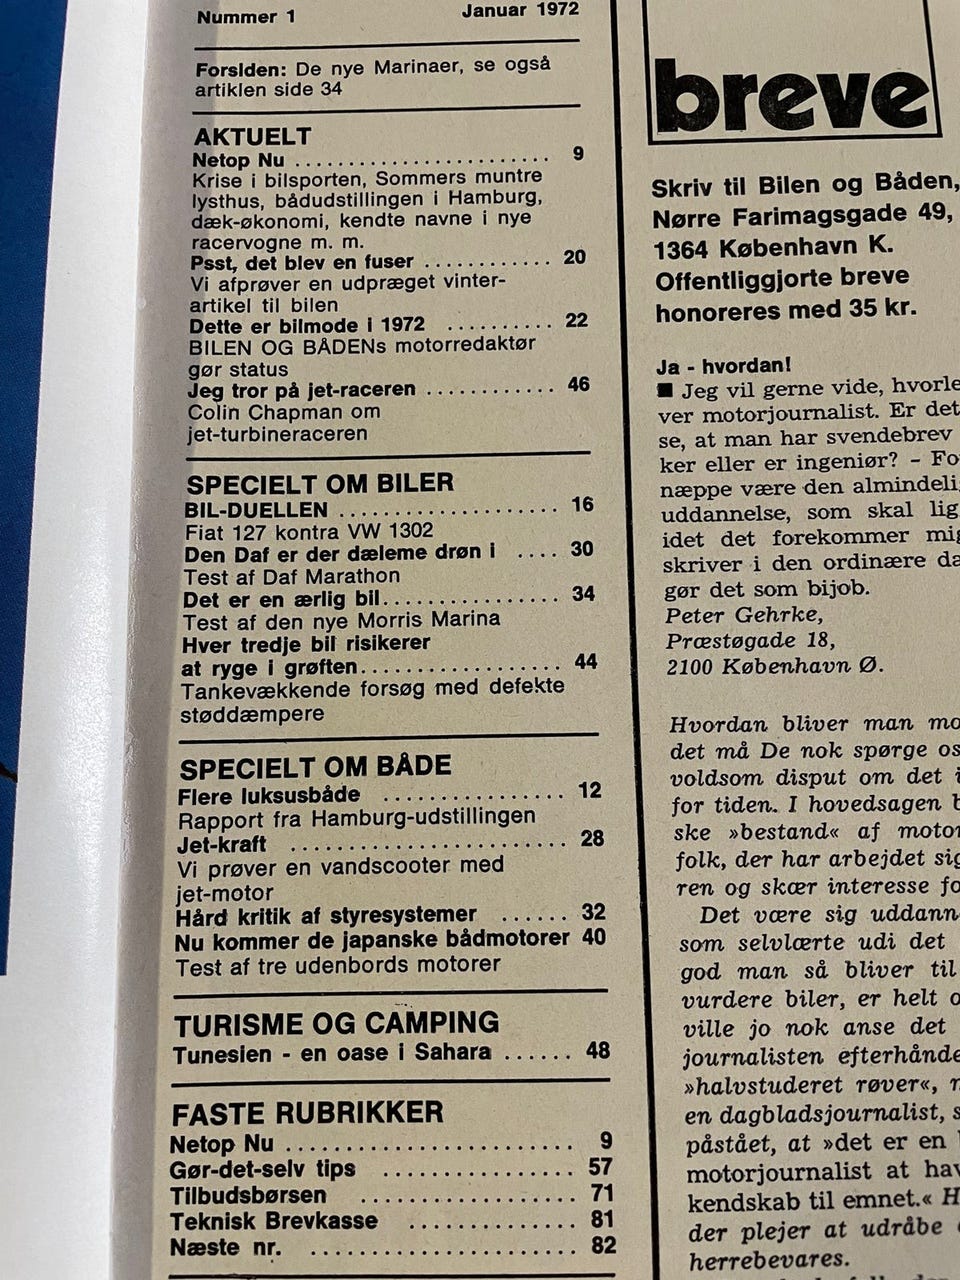 Nummer 1 Januar 1972
Forsiden: De nye Marinaer, se også
artiklen side 34
AKTUELT
Netop Nu ........................ 9
Krise i bilsporten, Sommers muntre
lysthus, bådudstillingen i Hamburg,
dæk-økonomi, kendte navne i nye
racervogne m. m.
Psst, det blev en fuser ............ 20
Vi afprøver en udpræget vinter-
artikel til bilen
Dette er bilmode i 1972 .......... 22
BILEN OG BÅDENs motorredaktør
gør status
Jeg tror på jet-raceren ............ 46
Colin Chapman om
jet-turbineraceren
SPECIELT OM BILER
BIL-DUELLEN .................... 16
Fiat 127 kontra VW 1302
Den Daf er der dæleme drøn i .... 30
Test af Daf Marathon
Det er en ærlig bil................ 34
Test af den nye Morris Marina
Hver tredje bil risikerer
at ryge i grøften.................. 44
Tankevækkende forsøg med defekte
støddæmpere
SPECIELT OM BÅDE
Flere luksusbåde ................ 12
Rapport fra Hamburg-udstillingen
Jet-kraft ........................ 28
Vi prøver en vandscooter med
jet-motor
Hård kritik af styresystemer ...... 32
Nu kommer de japanske bådmotorer 40
Test af tre udenbords motorer
TURISME OG CAMPING
Tunesien - en oase i Sahara ...... 48
FASTE RUBRIKKER
Netop Nu .......................... 9
Gør-det-selv tips .................. 57
Tilbudsbørsen .................... 71
Teknisk Brevkasse ................ 81
Næste nr. ........................ 82
breve
Skriv til Bilen og Båden,
Nørre Farimagsgade 49,
1364 København K.
Offentliggjorte breve
honoreres med 35 kr.
Ja - hvordan!
■ Jeg vil gerne vide, hvorle
ver motorjournalist. Er det
se, at man har svendebrev
ker eller er ingeniør? - Fo
næppe være den almindeli
uddannelse, som skal lig
idet det forekommer mig
skriver i den ordinære da
gør det som bijob.
Peter Gehrke,
Præstøgade 18,
2100 København Ø.
Hvordan bliver man mo
det må De nok spørge os
voldsom disput om det i
for tiden. I hovedsagen b
ske »bestand« af motor
folk, der har arbejdet sig
ren og skær interesse fo
Det være sig uddann
som selvlærte udi det
god man så bliver til
vurdere biler, er helt o
ville jo nok anse det
journalisten efterhånde
»halvstuderet røver«,
en dagbladsjournalist, s
påstået, at »det er en
motorjournalist at hav
kendskab til emnet.« H
der plejer at udråbe
herrebevares.